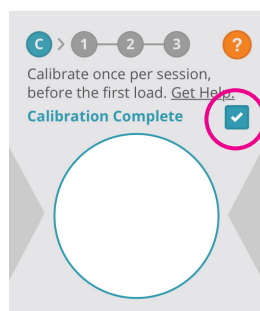 C > 1 2 3 ?
Calibrate once per session,
before the first load. Get Help.
Calibration Complete